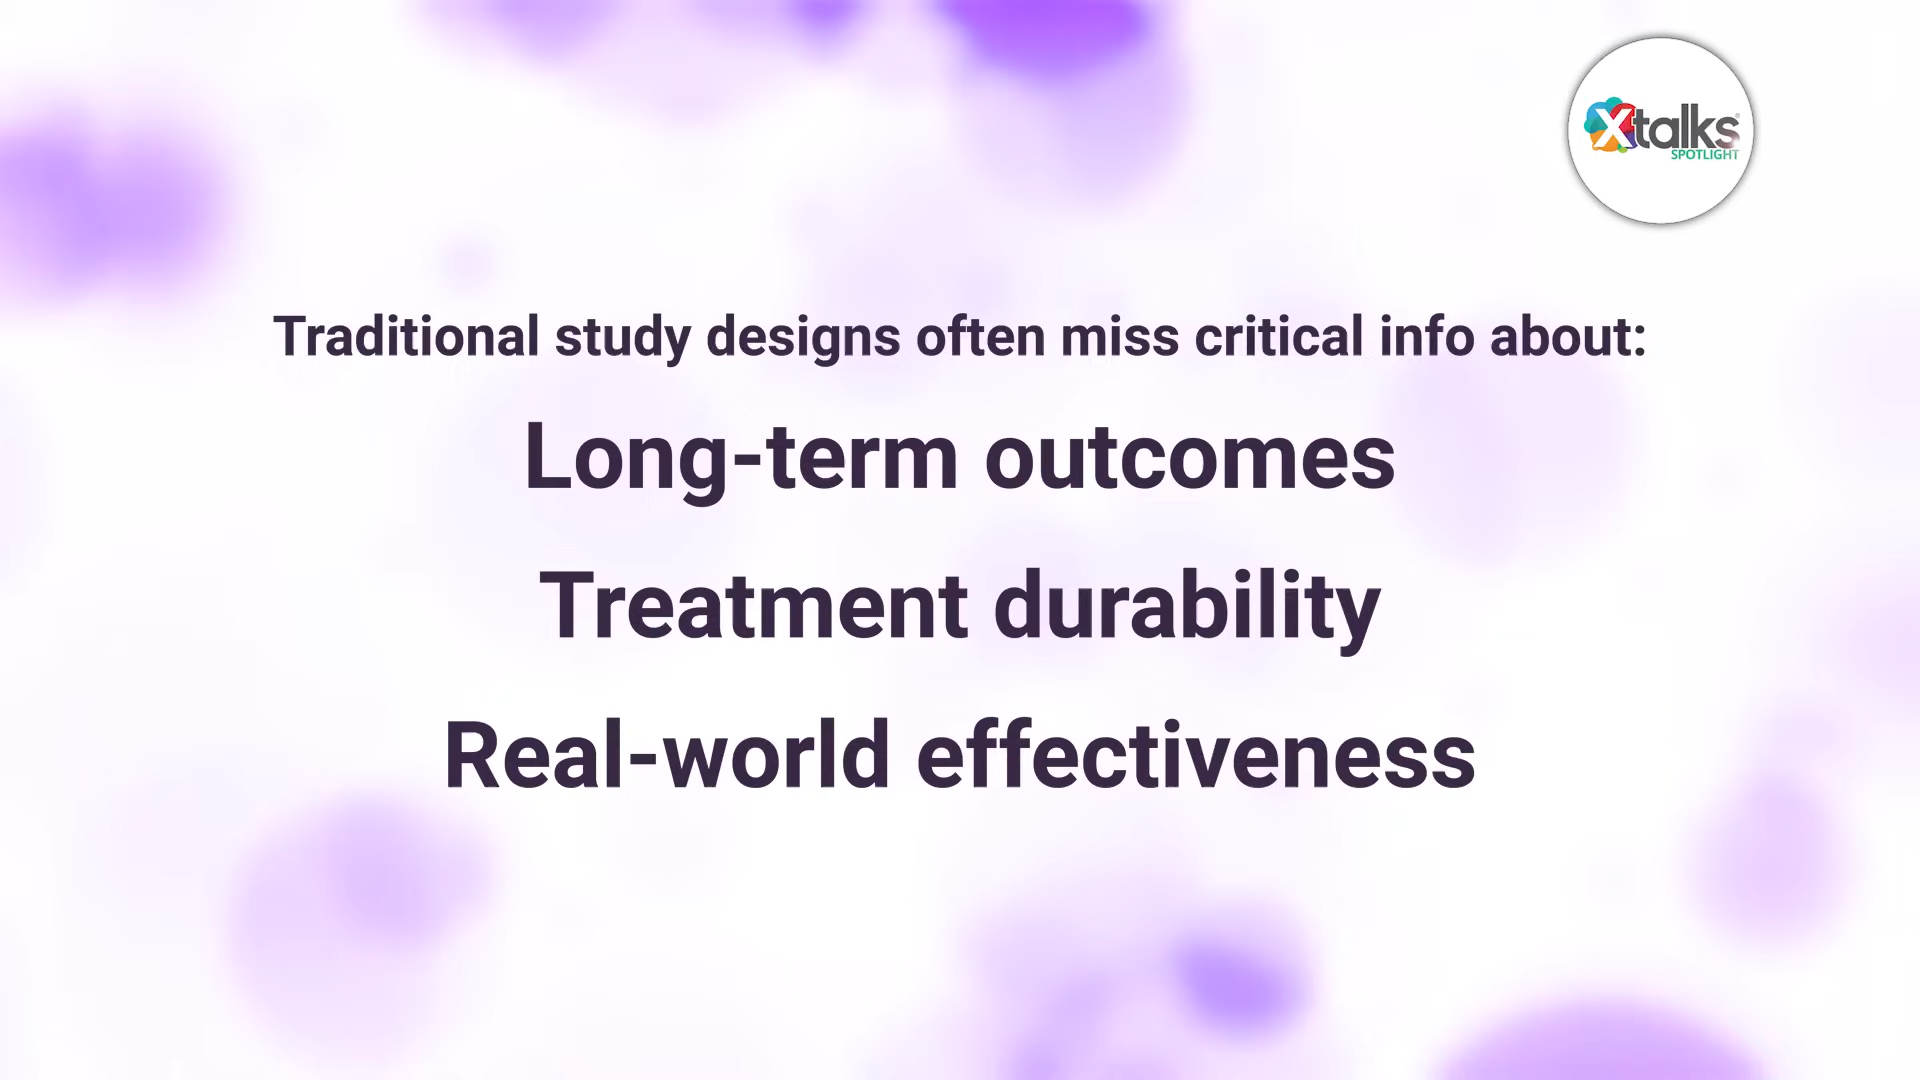 Xtalks
SPOTLIGHT
Traditional study designs often miss critical info about:
Long-term outcomes
Treatment durability
Real-world effectiveness